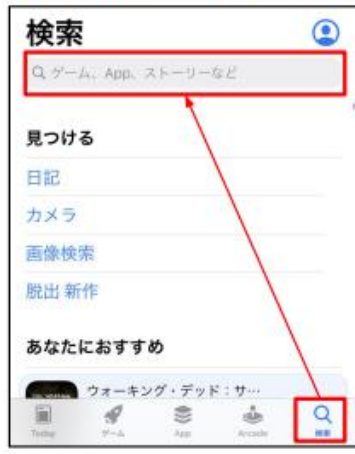 検索
ゲーム、App、ストーリーなど
見つける
日記
カメラ
画像検索
脱出 新作
あなたにおすすめ
ウォーキング・デッド：サ…
Today
ゲーム
App
Arcade
検索